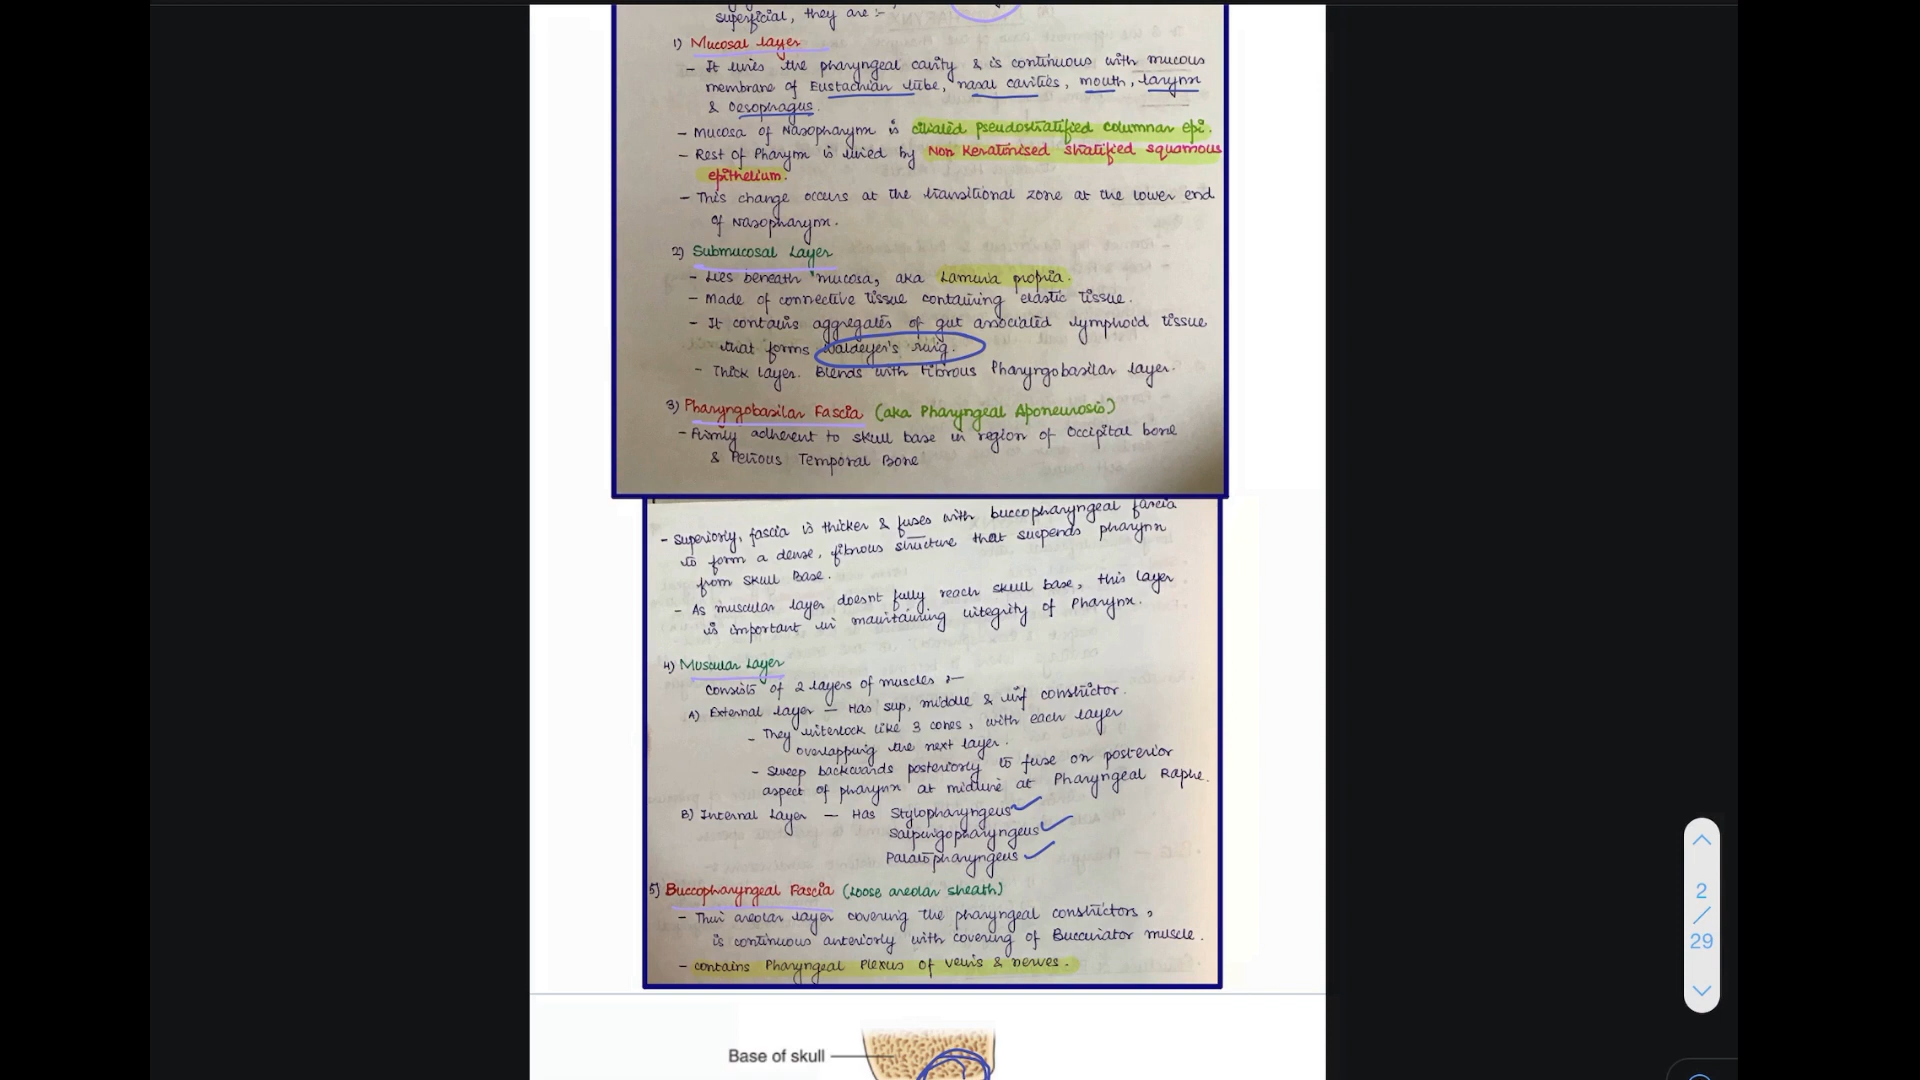 superficial, they are :-
1) Mucosal layer
- It lines the pharyngeal cavity & is continuous with mucous
membrane of Eustachian tube, nasal cavities, mouth, larynx
& Oesophagus.
- Mucosa of Nasopharynx is ciliated pseudostratified columnar epi.
- Rest of Pharynx is lined by Non Keratinised stratified squamous
epithelium.
- This change occurs at the transitional zone at the lower end
of Nasopharynx.
2) Submucosal Layer
- Lies beneath mucosa, aka Lamina propia.
- Made of connective tissue containing elastic tissue.
- It contains aggregates of gut associated lymphoid tissue
that forms Waldeyer's ring.
- Thick layer. Blends with Fibrous Pharyngobasilar layer.
3) Pharyngobasilar Fascia (aka Pharyngeal Aponeurosis)
- Firmly adherent to skull base in region of Occipital bone
& Petrous Temporal Bone
- Superiorly, fascia is thicker & fuses with buccopharyngeal fascia
to form a dense, fibrous structure that suspends pharynx
from Skull Base.
- As muscular layer doesnt fully reach skull base, this layer
is important in maintaining integrity of Pharynx.
4) Muscular Layer
Consists of 2 layers of muscles :-
A) External layer - Has sup, middle & inf constrictor.
- They interlock like 3 cones, with each layer
overlapping the next layer.
- Sweep backwards posteriorly to fuse on posterior
aspect of pharynx at midline at Pharyngeal Raphe.
B) Internal Layer - Has Stylopharyngeus
Salpingopharyngeus
Palatopharyngeus
5) Buccopharyngeal Fascia (Loose areolar sheath)
- Thin areolar layer covering the pharyngeal constrictors,
is continuous anteriorly with covering of Buccinator muscle.
- contains Pharyngeal Plexus of veins & nerves.
Base of skull
2
/
29